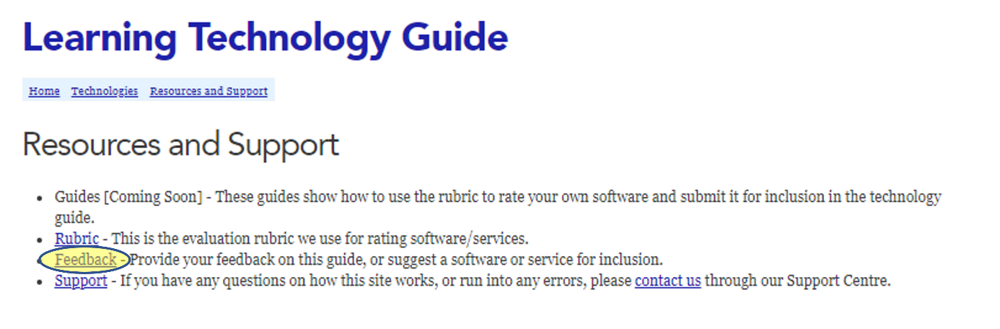 Learning Technology Guide
Home Technologies Resources and Support
Resources and Support
• Guides [Coming Soon] - These guides show how to use the rubric to rate your own software and submit it for inclusion in the technology
guide.
• Rubric - This is the evaluation rubric we use for rating software/services.
• Feedback - Provide your feedback on this guide, or suggest a software or service for inclusion.
• Support - If you have any questions on how this site works, or run into any errors, please contact us through our Support Centre.